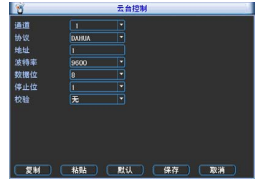 云台控制
通道 1
协议 DAHUA
地址 1
波特率 9600
数据位 8
停止位 1
校验 无
复制 粘贴 默认 保存 取消